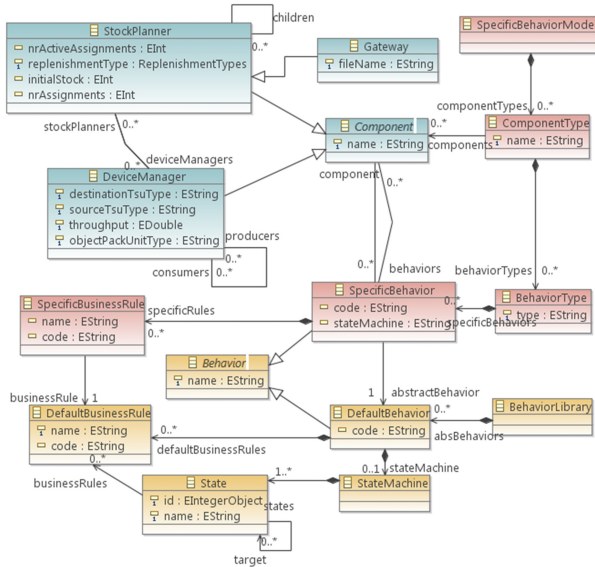 StockPlanner
nrActiveAssignments : EInt
replenishmentType : ReplenishmentTypes
initialStock : EInt
nrAssignments : EInt
children
0..*
Gateway
fileName : EString
SpecificBehaviorMode
componentTypes
0..*
stockPlanners
0..*
deviceManagers
0..*
Component
name : EString
0..*
components
ComponentType
name : EString
DeviceManager
destinationTsuType : EString
sourceTsuType : EString
throughput : EDouble
objectPackUnitType : EString
producers
0..*
consumers
0..*
component
0..*
0..*
behaviors
behaviorTypes
0..*
SpecificBusinessRule
name : EString
code : EString
specificRules
0..*
SpecificBehavior
code : EString
stateMachine : EString
0..*
specificBehaviors
BehaviorType
type : EString
Behavior
name : EString
businessRule
1
1
abstractBehavior
DefaultBusinessRule
name : EString
code : EString
0..*
defaultBusinessRules
DefaultBehavior
code : EString
0..*
absBehaviors
BehaviorLibrary
0..*
businessRules
State
id : EIntegerObject
name : EString
1..*
states
0..1
stateMachine
StateMachine
0..*
target